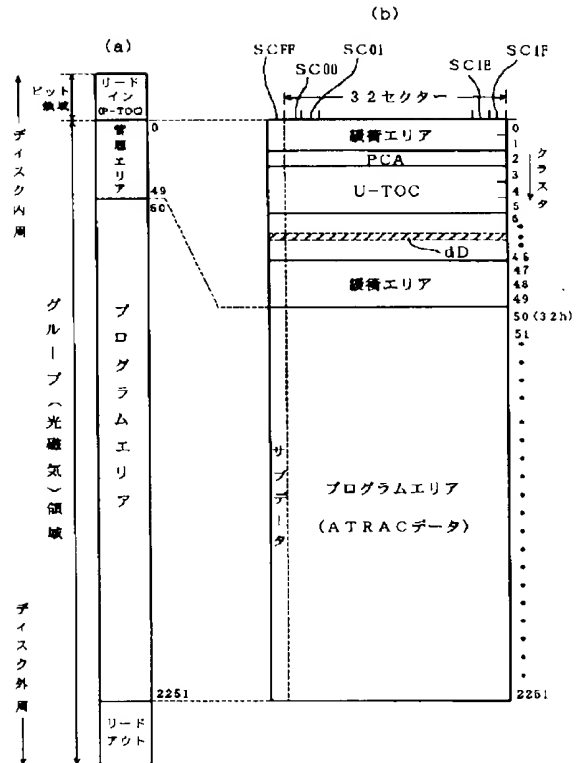 (b)
(a)
SCFF
SC00
SC01
SC1E
SC1F
32セクター
ピット
領域
リード
イン
(P-TOC)
管理エリア
0
49
50
ディスク内周
グルーブ(光磁気)領域
プログラムエリア
ディスク外周
2251
リード
アウト
緩衝エリア
PCA
U-TOC
dD
緩衝エリア
サブデータ
プログラムエリア
(ATRACデータ)
0
1
2
3
4
5
6
46
47
48
49
50(32h)
51
2251
クラスタ